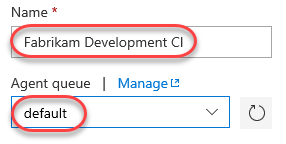 Name *
Fabrikam Development CI
Agent queue | Manage
default